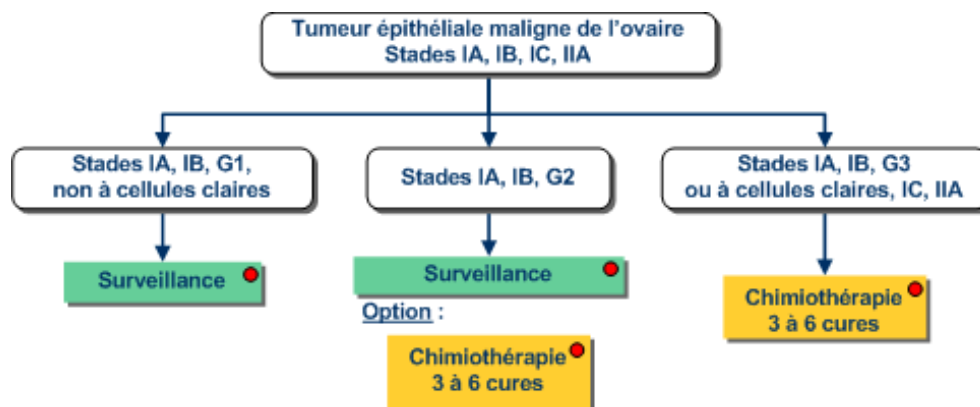 Tumeur épithéliale maligne de l'ovaire
Stades IA, IB, IC, IIA
Stades IA, IB, G1,
non à cellules claires
Stades IA, IB, G2
Stades IA, IB, G3
ou à cellules claires, IC, IIA
Surveillance
Surveillance
Option :
Chimiothérapie
3 à 6 cures
Chimiothérapie
3 à 6 cures